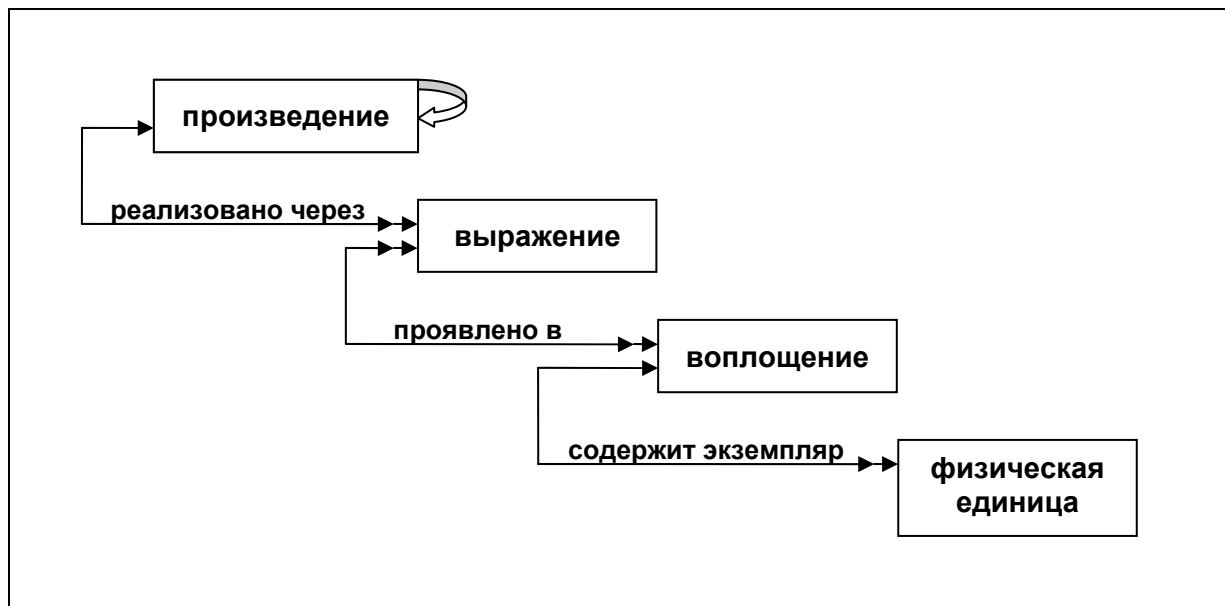 произведение
реализовано через
выражение
проявлено в
воплощение
содержит экземпляр
физическая
единица